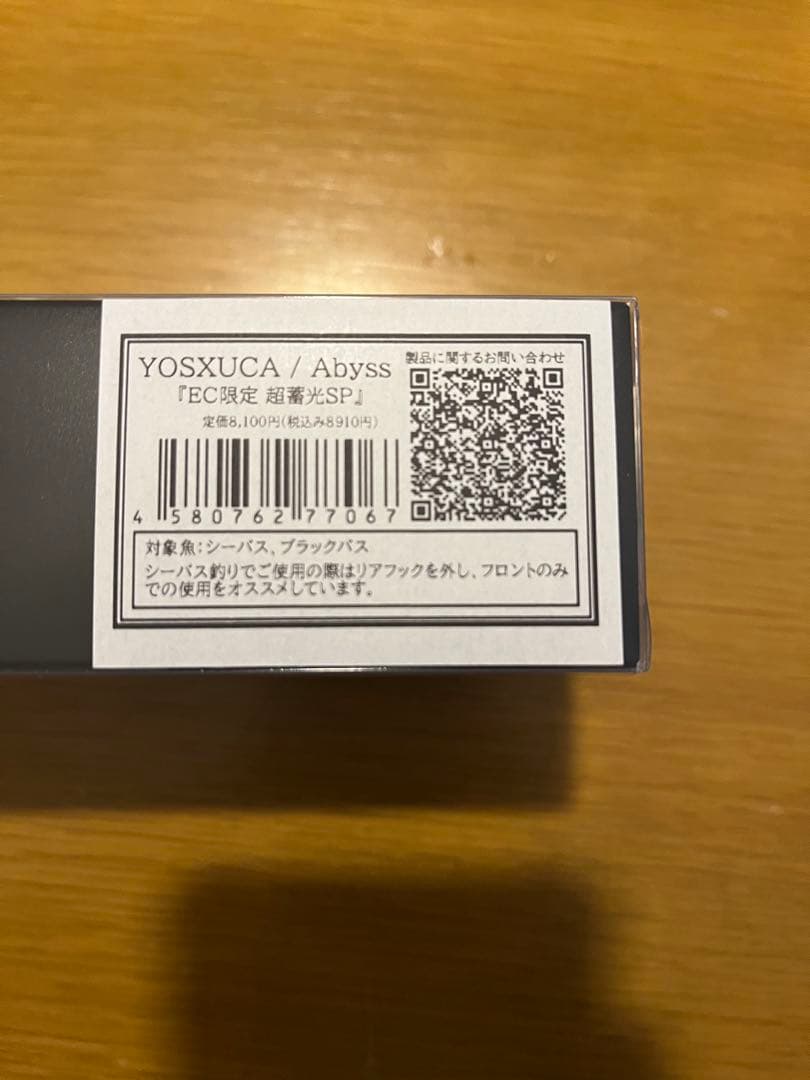 YOSXUCA / Abyss
『EC限定 超蓄光SP』
定価8,100円(税込み8910円)
製品に関するお問い合わせ
4 580762 77067
対象魚:シーバス、ブラックバス
シーバス釣りでご使用の際はリアフックを外し、フロントのみ
での使用をオススメしています。